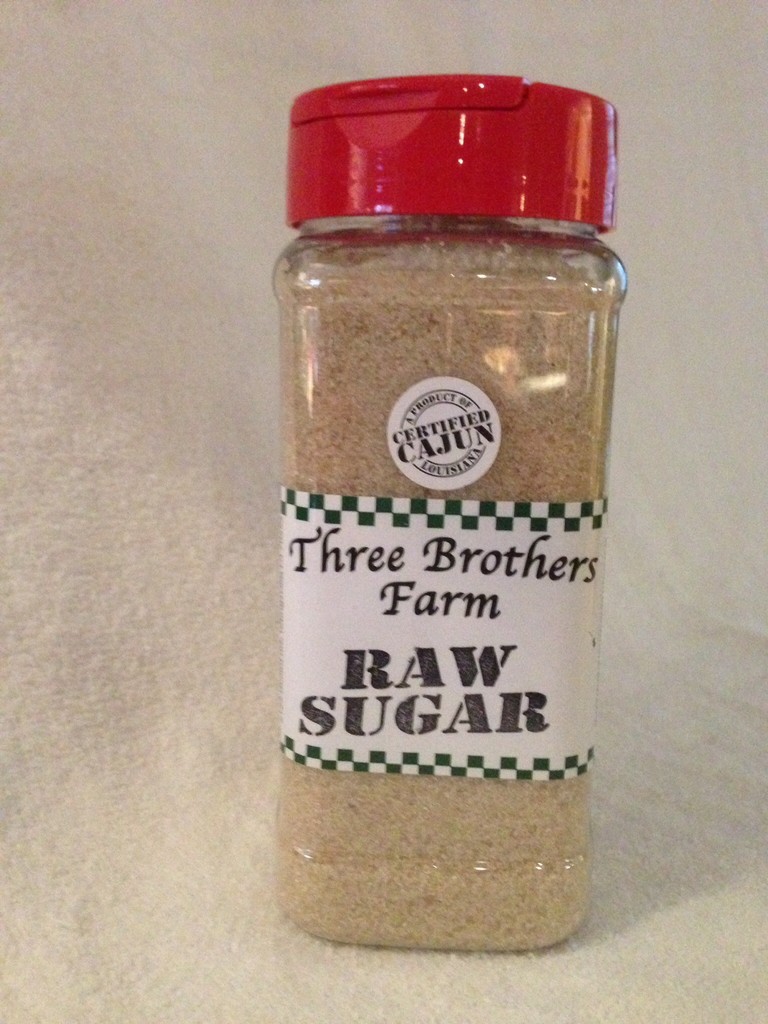 A PRODUCT OF
CERTIFIED
CAJUN
LOUISIANA
Three Brothers
Farm
RAW
SUGAR